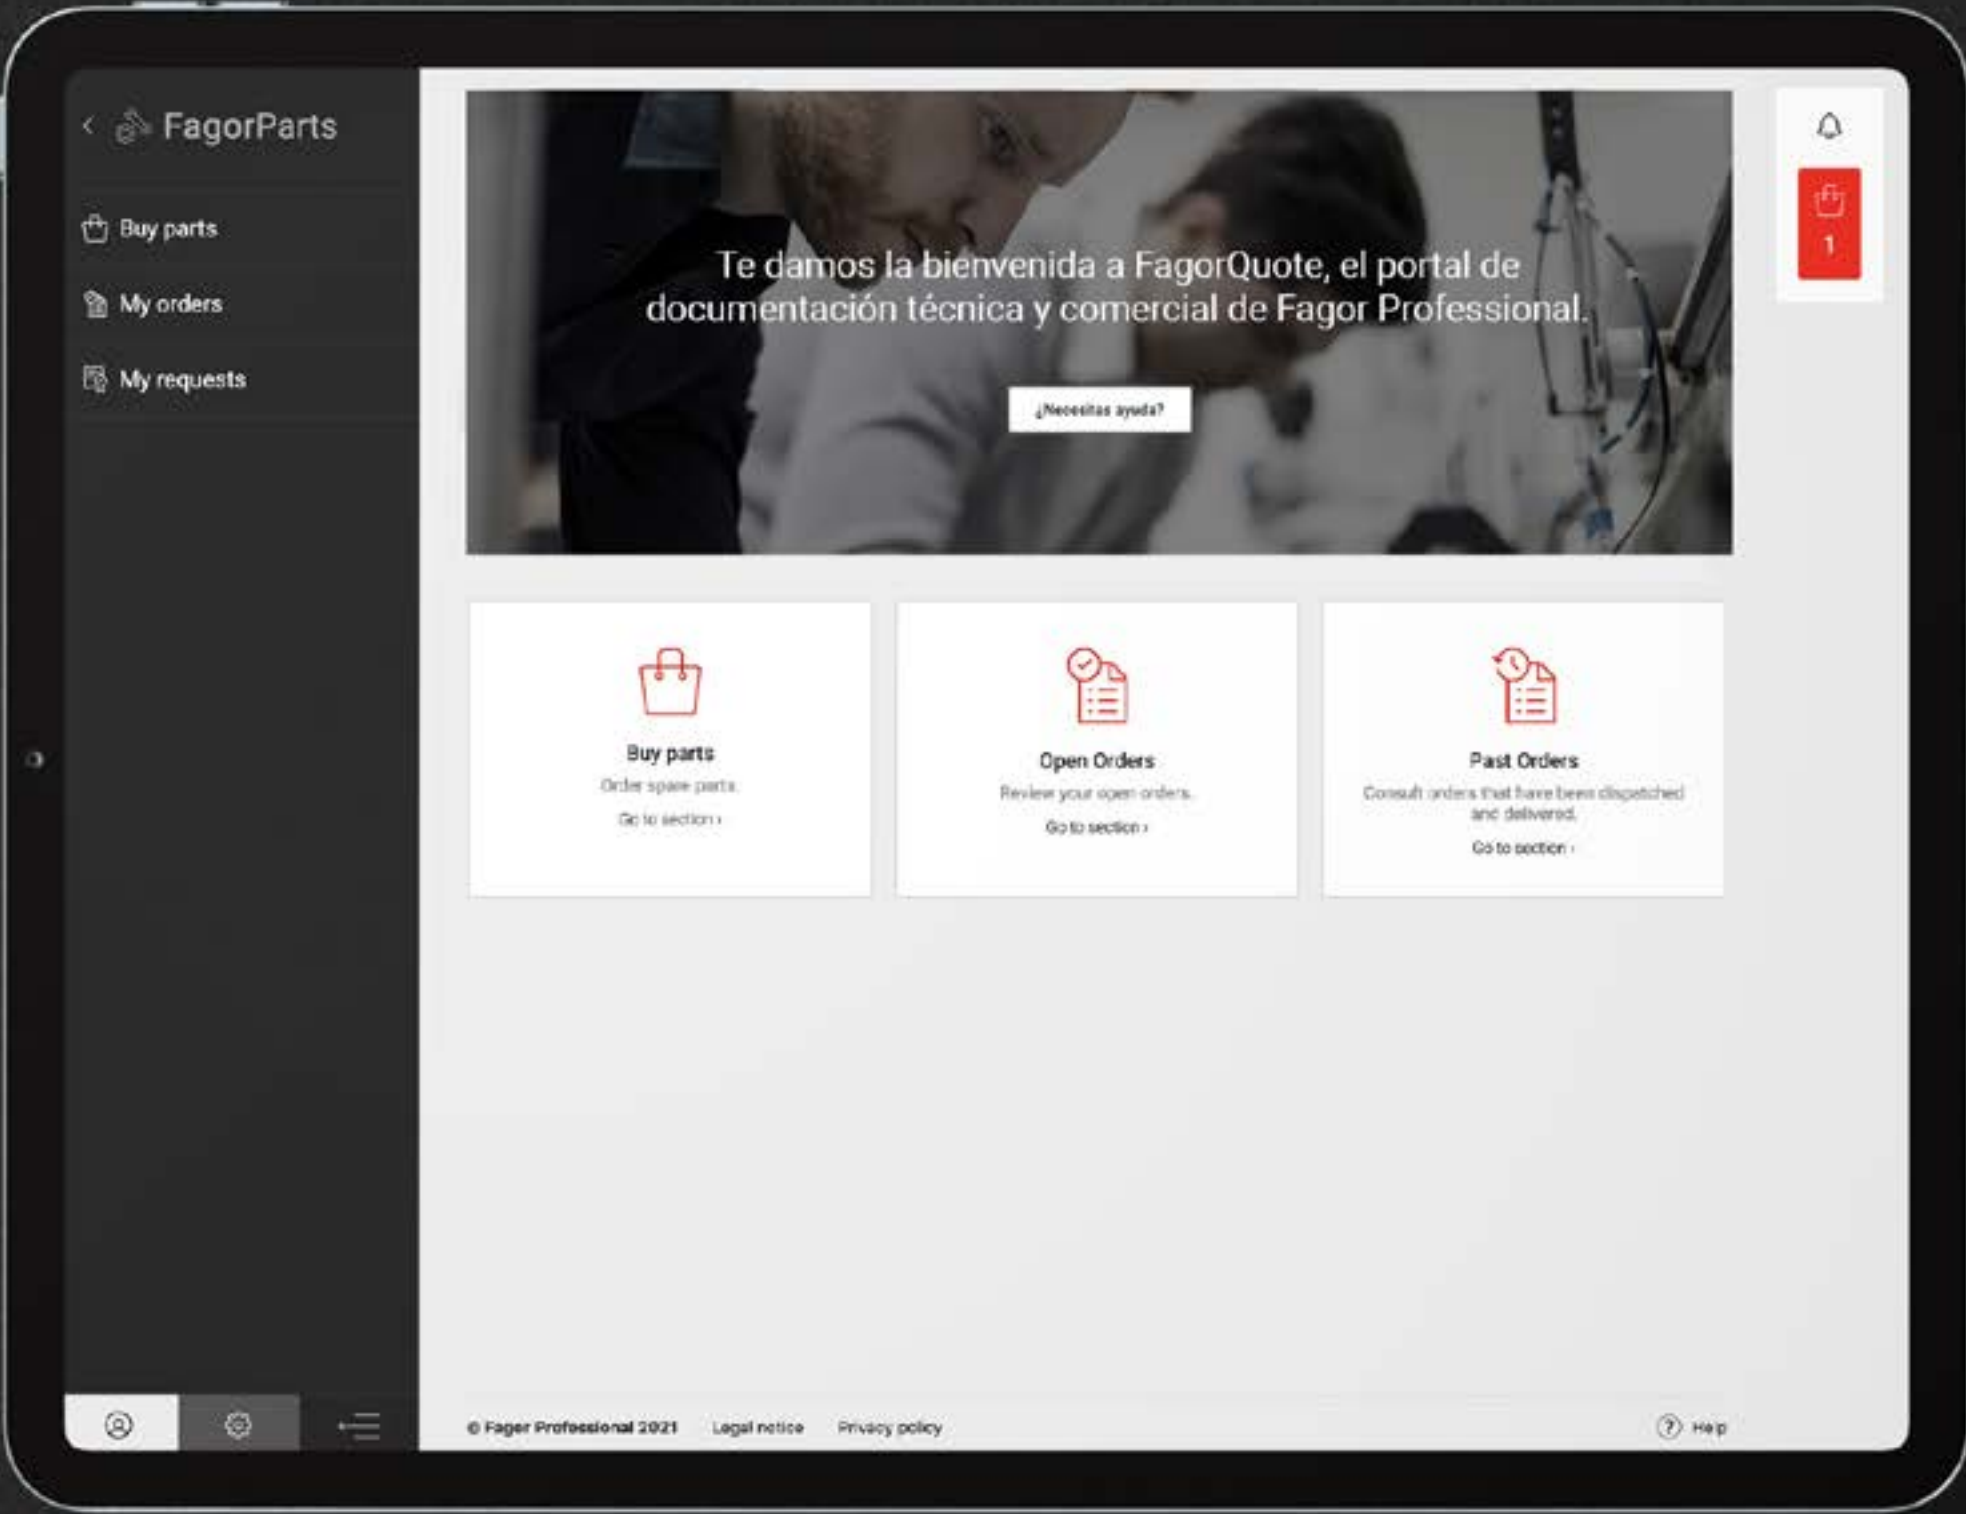 FagorParts
Buy parts
My orders
My requests
Te damos la bienvenida a FagorQuote, el portal de
documentación técnica y comercial de Fagor Professional.
¿Necesitas ayuda?
1
Buy parts
Order spare parts.
Go to section ›
Open Orders
Review your open orders.
Go to section ›
Past Orders
Consult orders that have been dispatched
and delivered.
Go to section ›
© Fagor Professional 2021
Legal notice
Privacy policy
? Help